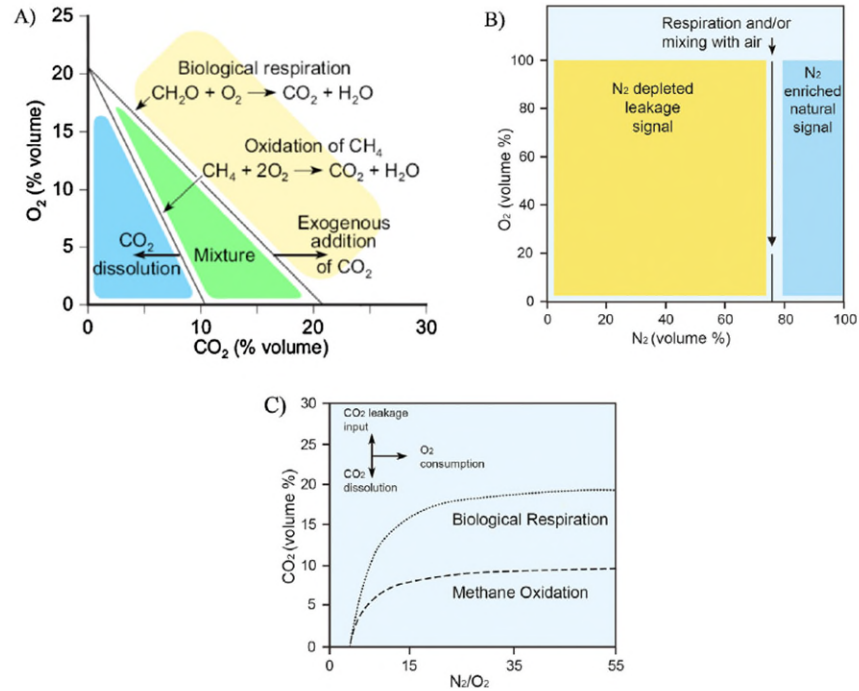 A)
25
20
15
10
5
0
O₂ (% volume)
Biological respiration
CH₂O + O₂ → CO₂ + H₂O
Oxidation of CH₄
CH₄ + 2O₂ → CO₂ + H₂O
Exogenous
addition
of CO₂
CO₂
dissolution
Mixture
0
10
20
30
CO₂ (% volume)
B)
Respiration and/or
mixing with air
100
80
60
40
20
0
O₂ (volume %)
N₂ depleted
leakage
signal
N₂
enriched
natural
signal
0
20
40
60
80
100
N₂ (volume %)
C)
30
25
20
15
10
5
0
CO₂ (volume %)
CO₂ leakage
input
O₂
consumption
CO₂
dissolution
Biological Respiration
Methane Oxidation
0
15
35
55
N₂/O₂